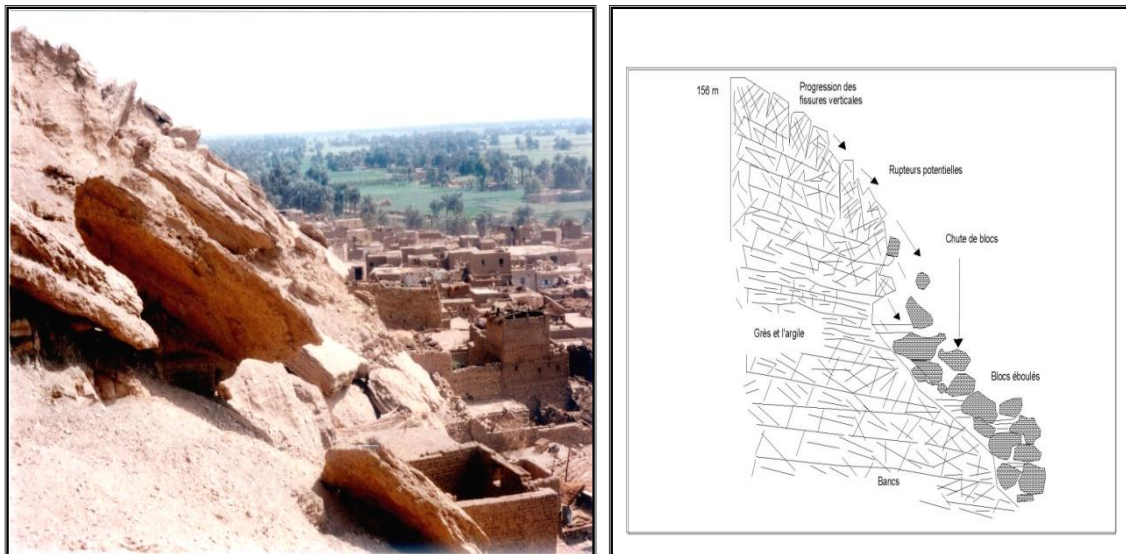 156 m
Progression des
fissures verticales
Rupteurs potentielles
Chute de blocs
Grès et l'argile
Blocs éboulés
Bancs